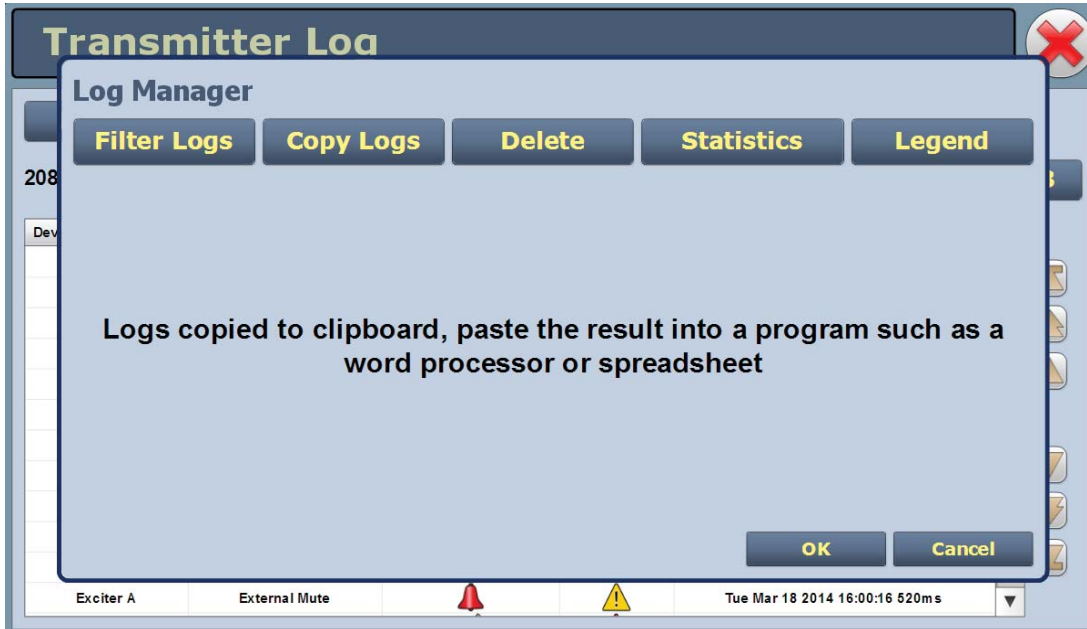 Transmitter Log
Log Manager
Filter Logs Copy Logs Delete Statistics Legend
208
Dev
Logs copied to clipboard, paste the result into a program such as a
word processor or spreadsheet
OK Cancel
Exciter A External Mute Tue Mar 18 2014 16:00:16 520ms